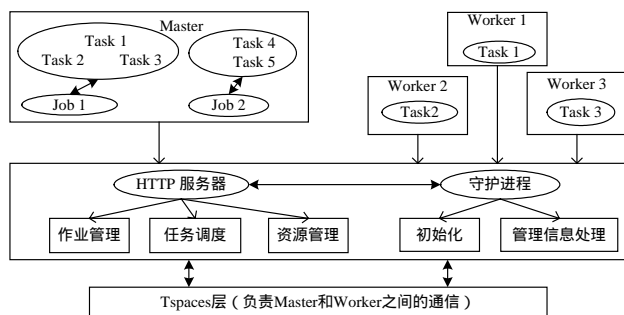 Master
Task 1
Task 2
Task 3
Job 1
Task 4
Task 5
Job 2
Worker 1
Task 1
Worker 2
Task2
Worker 3
Task 3
HTTP 服务器
守护进程
作业管理
任务调度
资源管理
初始化
管理信息处理
Tspaces层（负责Master和Worker之间的通信）